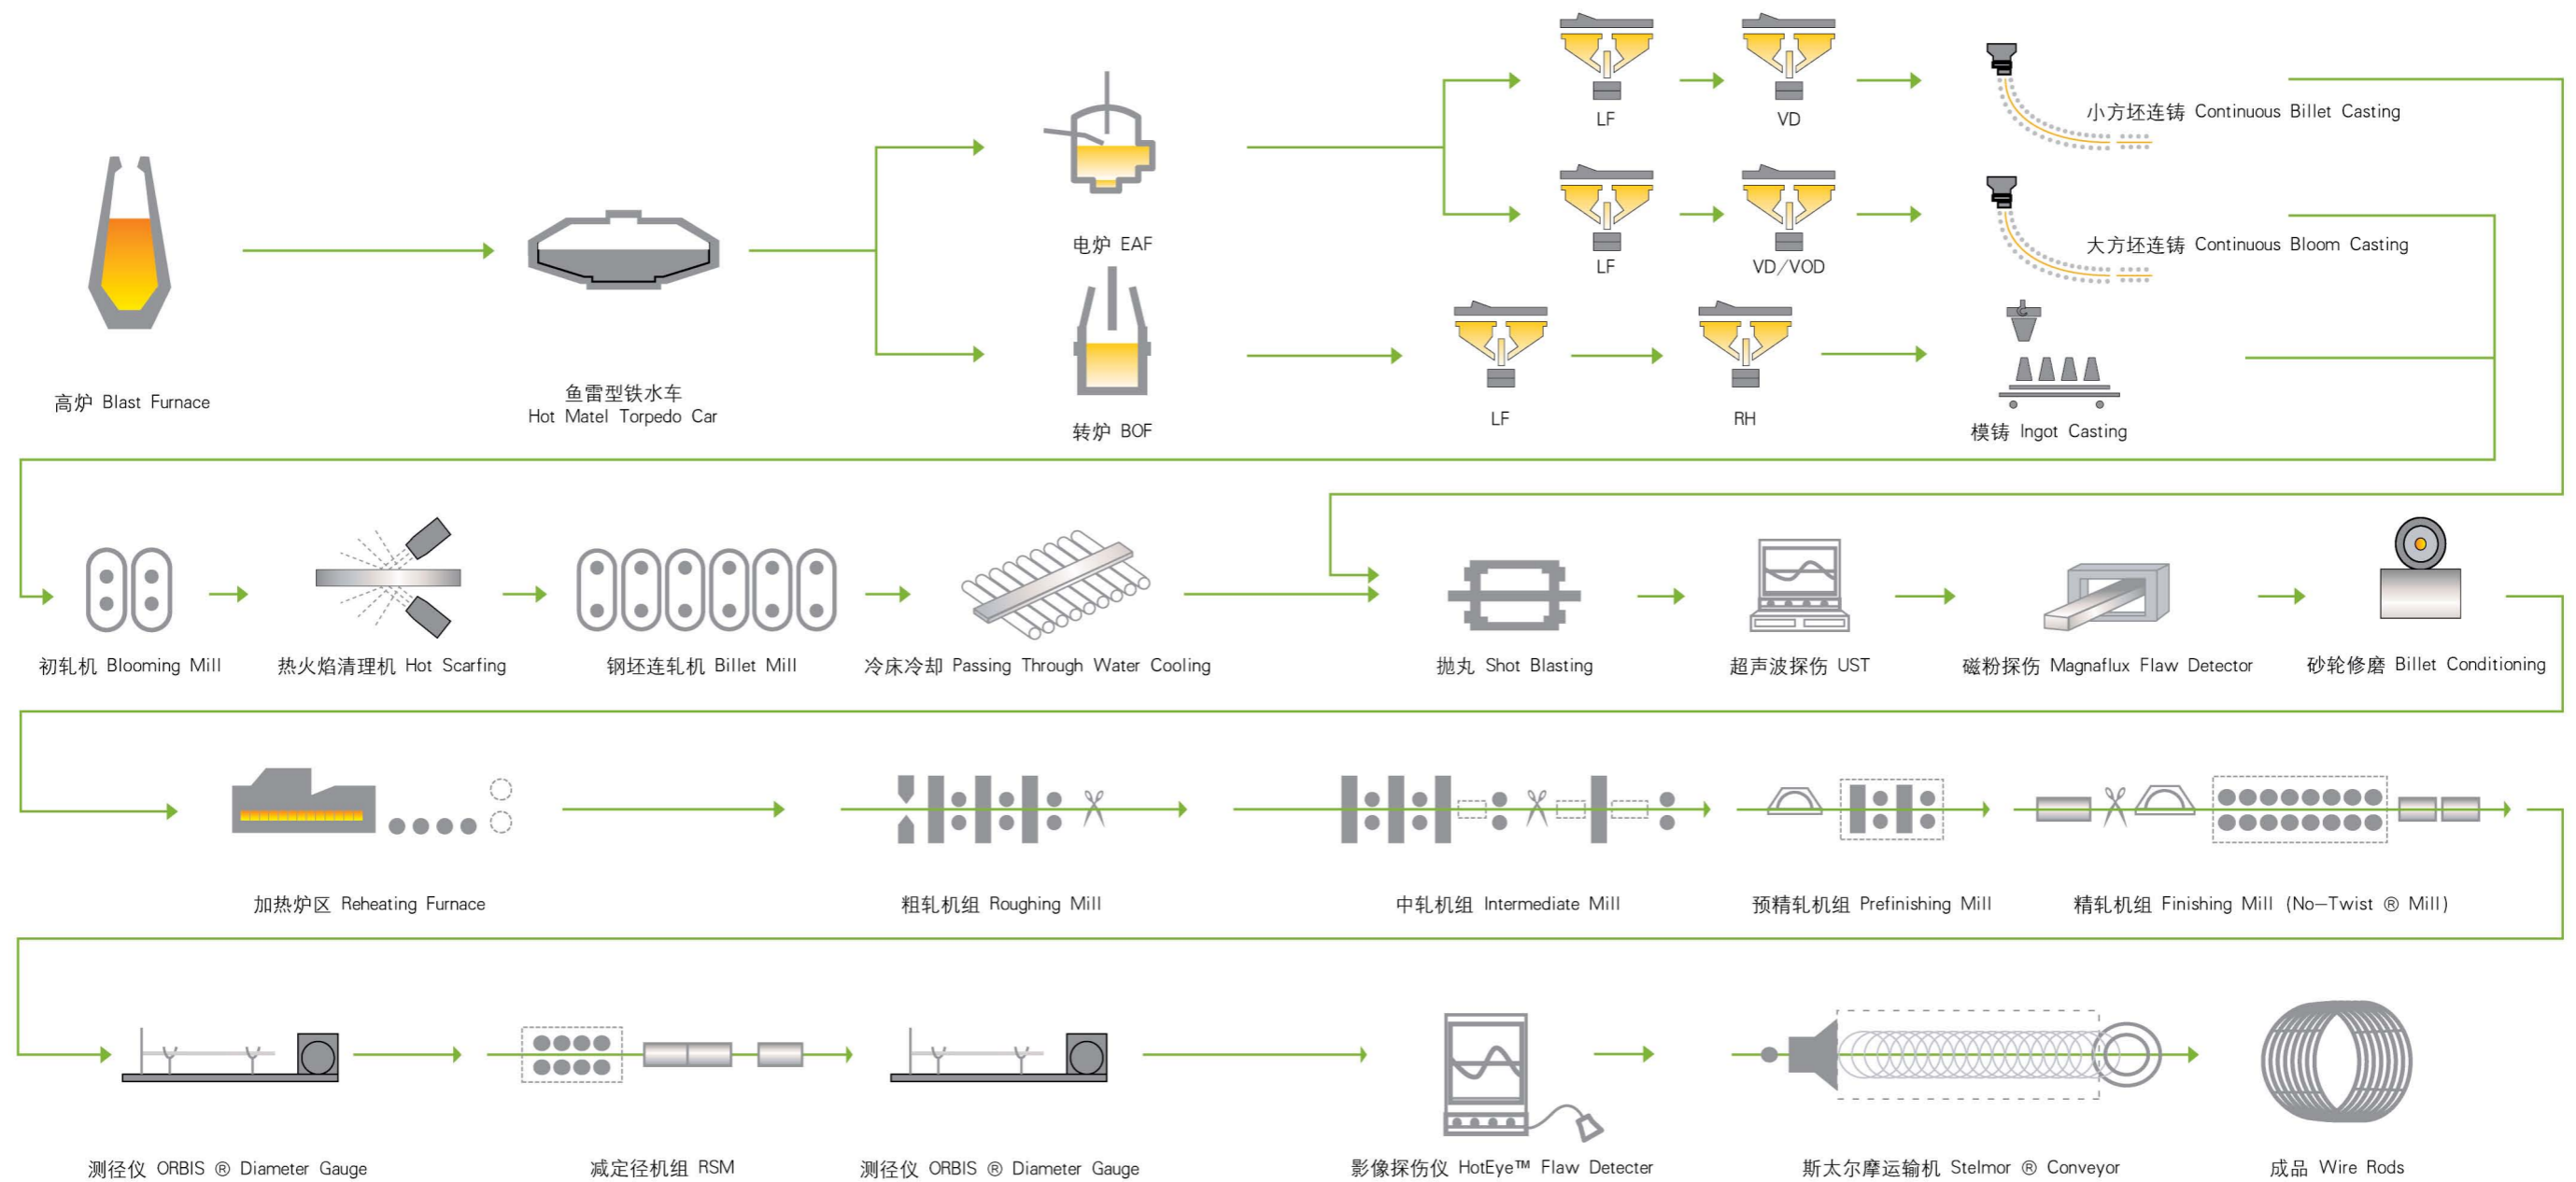 LF
VD
小方坯连铸 Continuous Billet Casting
电炉 EAF
LF
VD/VOD
大方坯连铸 Continuous Bloom Casting
高炉 Blast Furnace
鱼雷型铁水车
Hot Matel Torpedo Car
转炉 BOF
LF
RH
模铸 Ingot Casting
初轧机 Blooming Mill
热火焰清理机 Hot Scarfing
钢坯连轧机 Billet Mill
冷床冷却 Passing Through Water Cooling
抛丸 Shot Blasting
超声波探伤 UST
磁粉探伤 Magnaflux Flaw Detector
砂轮修磨 Billet Conditioning
加热炉区 Reheating Furnace
粗轧机组 Roughing Mill
中轧机组 Intermediate Mill
预精轧机组 Prefinishing Mill
精轧机组 Finishing Mill (No-Twist ® Mill)
测径仪 ORBIS ® Diameter Gauge
减定径机组 RSM
测径仪 ORBIS ® Diameter Gauge
影像探伤仪 HotEye™ Flaw Detecter
斯太尔摩运输机 Stelmor ® Conveyor
成品 Wire Rods